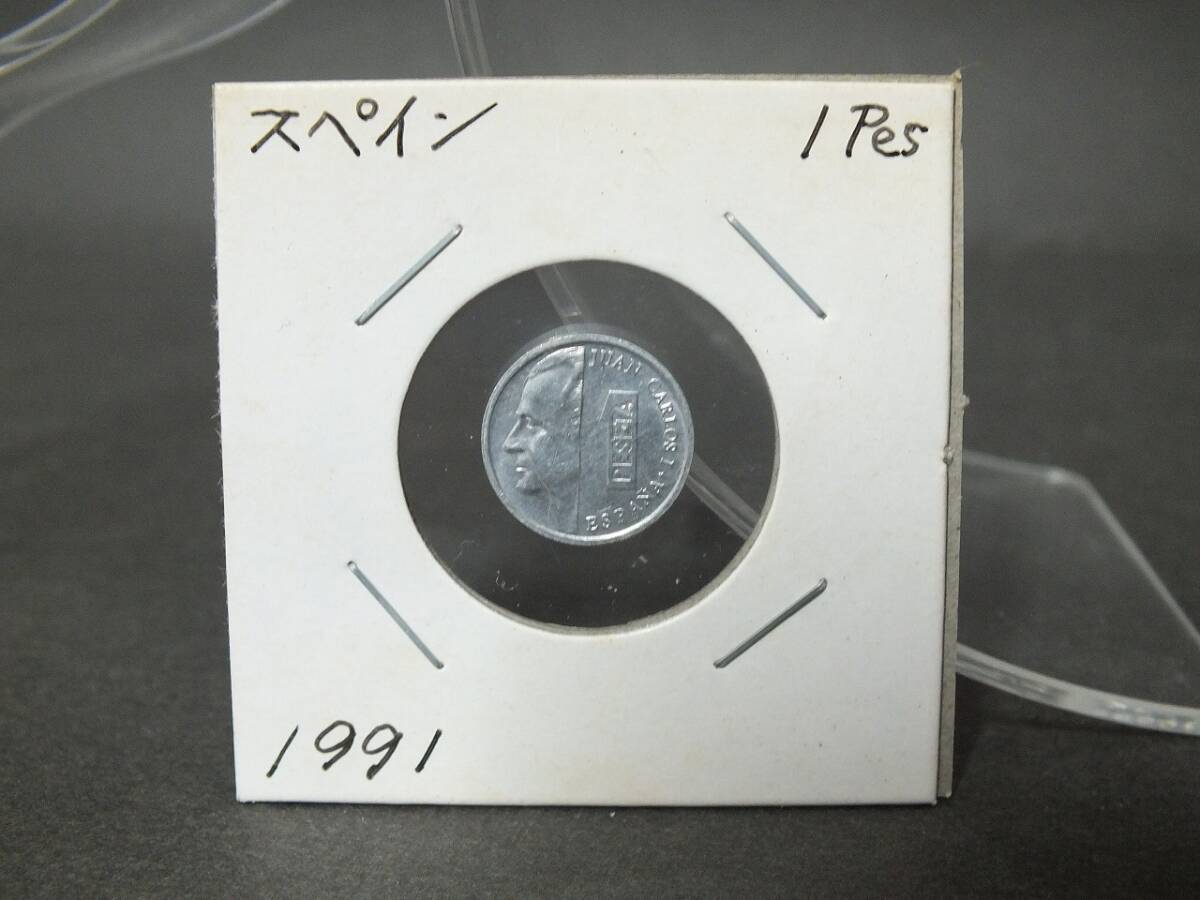 スペイン
1 Pes
JUAN CARLOS I · ESPAÑA
PESETA
1991